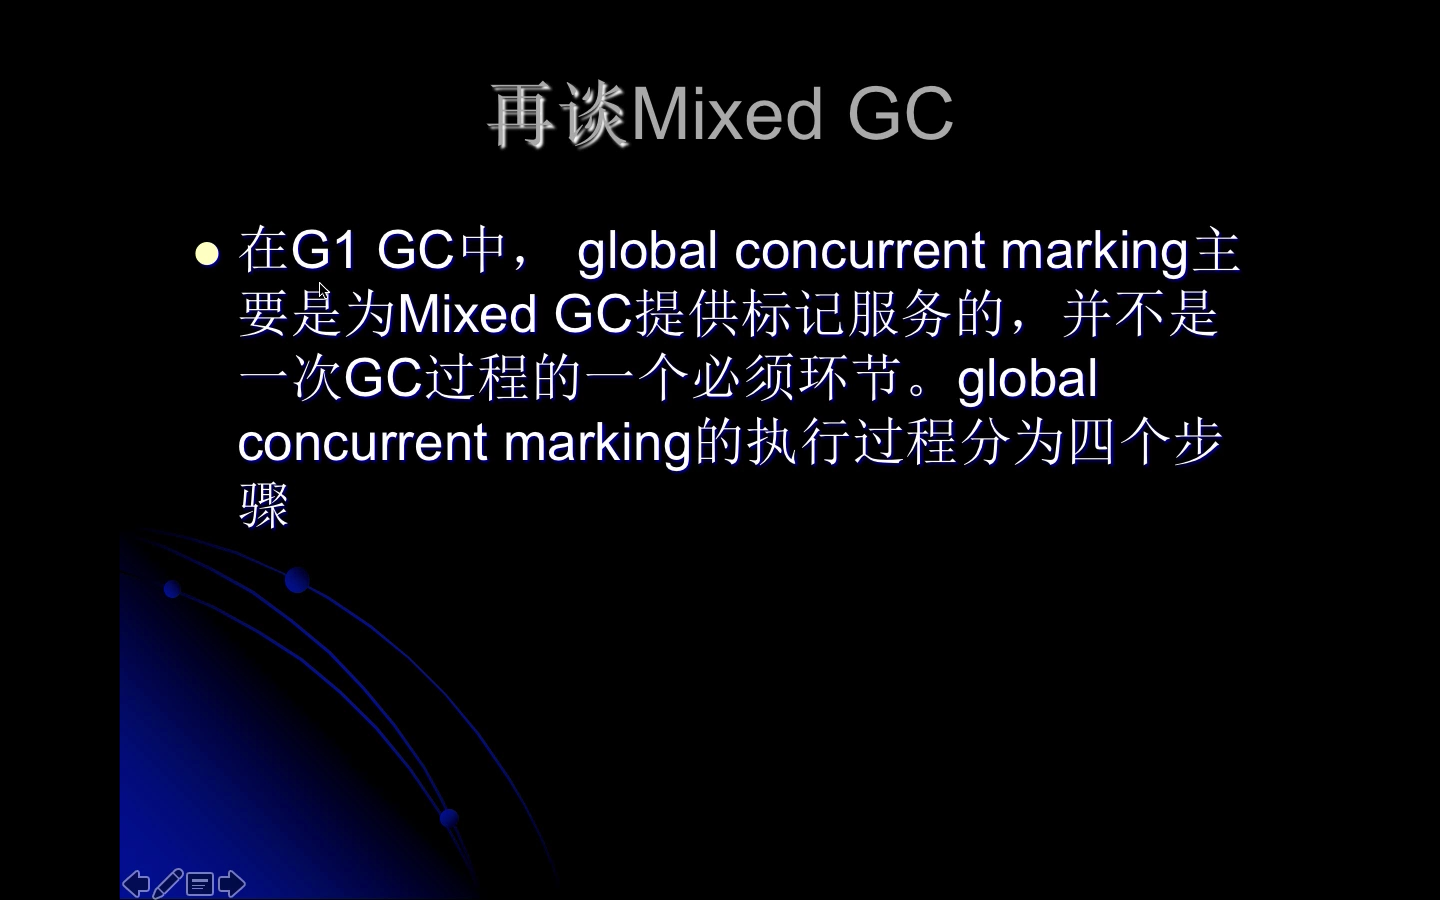 再谈Mixed GC
在G1 GC中， global concurrent marking主
要是为Mixed GC提供标记服务的，并不是
一次GC过程的一个必须环节。global
concurrent marking的执行过程分为四个步
骤